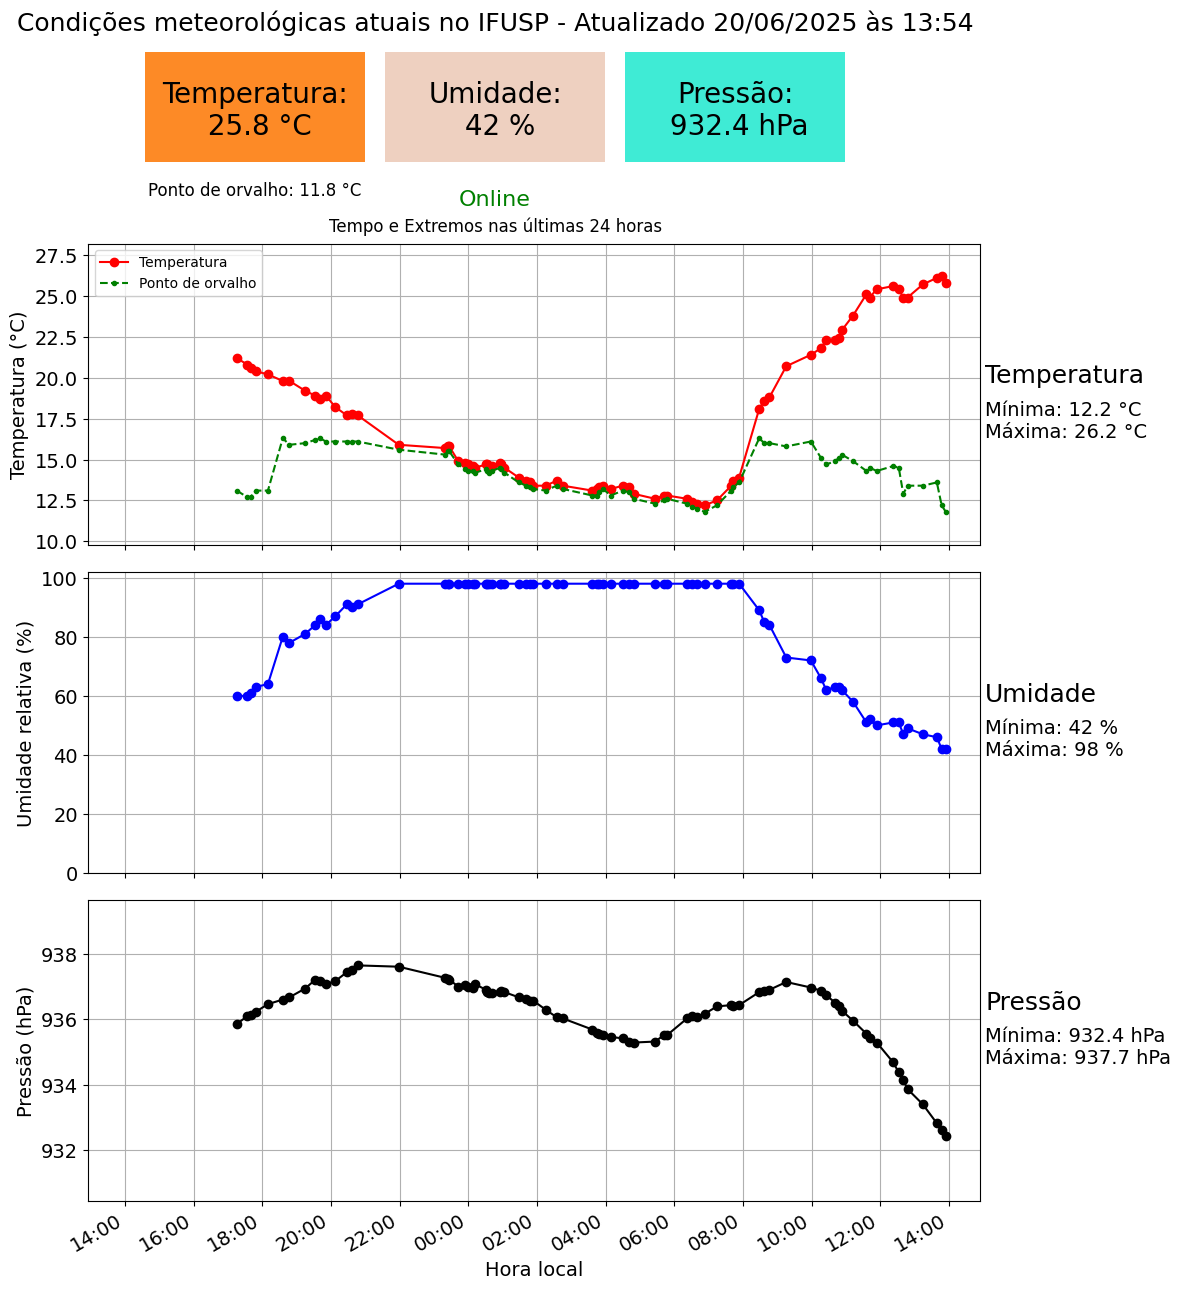 Condições meteorológicas atuais no IFUSP - Atualizado 20/06/2025 às 13:54
Temperatura:
25.8 °C
Umidade:
42 %
Pressão:
932.4 hPa
Ponto de orvalho: 11.8 °C
Online
Tempo e Extremos nas últimas 24 horas
Temperatura
Ponto de orvalho
Temperatura (°C)
27.5
25.0
22.5
20.0
17.5
15.0
12.5
10.0
Temperatura
Mínima: 12.2 °C
Máxima: 26.2 °C
Umidade relativa (%)
100
80
60
40
20
0
Umidade
Mínima: 42 %
Máxima: 98 %
Pressão (hPa)
938
936
934
932
Pressão
Mínima: 932.4 hPa
Máxima: 937.7 hPa
14:00 16:00 18:00 20:00 22:00 00:00 02:00 04:00 06:00 08:00 10:00 12:00 14:00
Hora local